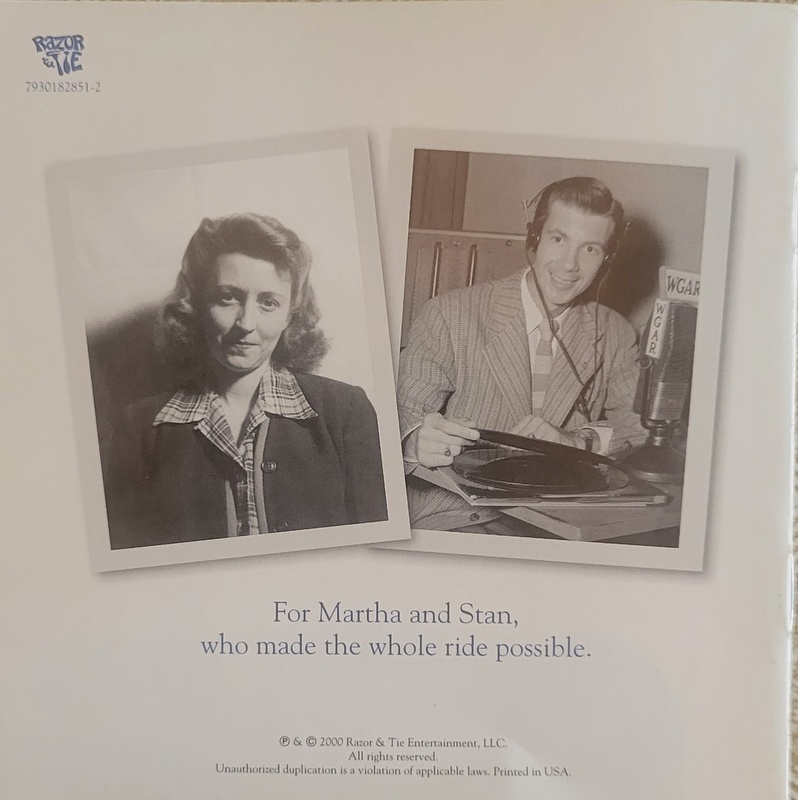 RAZOR
& TIE
7930182851-2
WGAR
WGAR
For Martha and Stan,
who made the whole ride possible.
℗ & © 2000 Razor & Tie Entertainment, LLC.
All rights reserved.
Unauthorized duplication is a violation of applicable laws. Printed in USA.